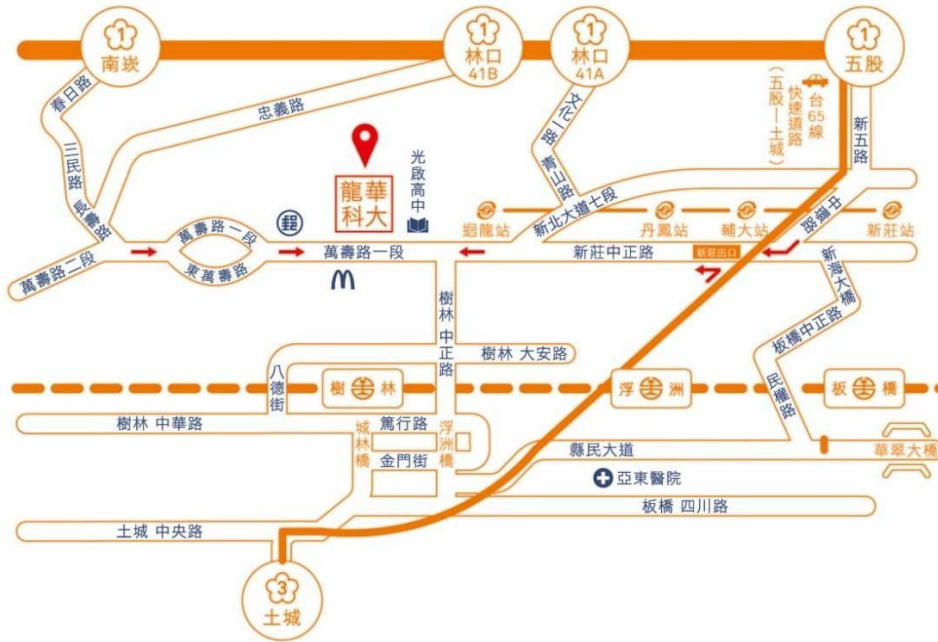 1
南崁
1
林口
41B
1
林口
41A
1
五股
春日路
忠義路
文化一路
台65線
快速道路
(五股—土城)
新五路
三民路
光啟高中
青山路
龍華
科大
長壽路
郵
新北大道七段
中環路
迴龍站
丹鳳站
輔大站
新莊站
萬壽路二段
萬壽路一段
東萬壽路
萬壽路一段
新莊中正路
新莊出口
新海大橋
樹林 中正路
板橋中正路
樹林 大安路
八德街
民權路
樹 林
浮 洲
板 橋
樹林 中華路
城林橋
篤行路
浮洲橋
金門街
縣民大道
華翠大橋
亞東醫院
板橋 四川路
土城 中央路
3
土城